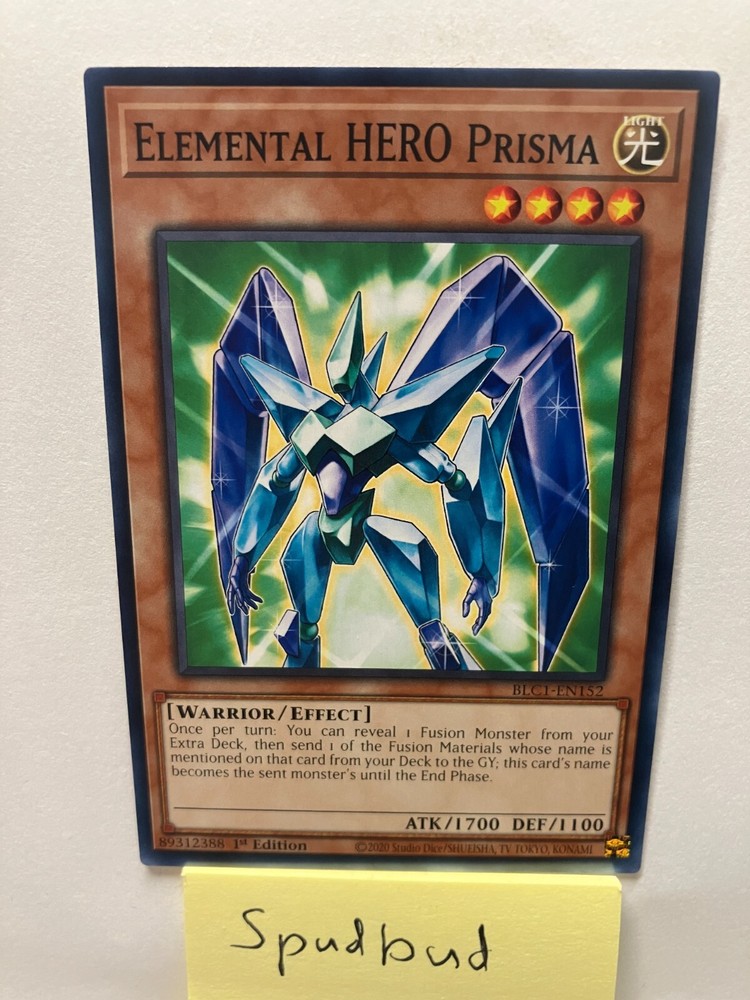 ELEMENTAL HERO PRISMA
LIGHT
光
BLC1-EN152
[WARRIOR/EFFECT]
Once per turn: You can reveal 1 Fusion Monster from your
Extra Deck, then send 1 of the Fusion Materials whose name is
mentioned on that card from your Deck to the GY; this card's name
becomes the sent monster's until the End Phase.
ATK/1700 DEF/1100
89312388 1st Edition ©2020 Studio Dice/SHUEISHA, TV TOKYO, KONAMI
Spudbud